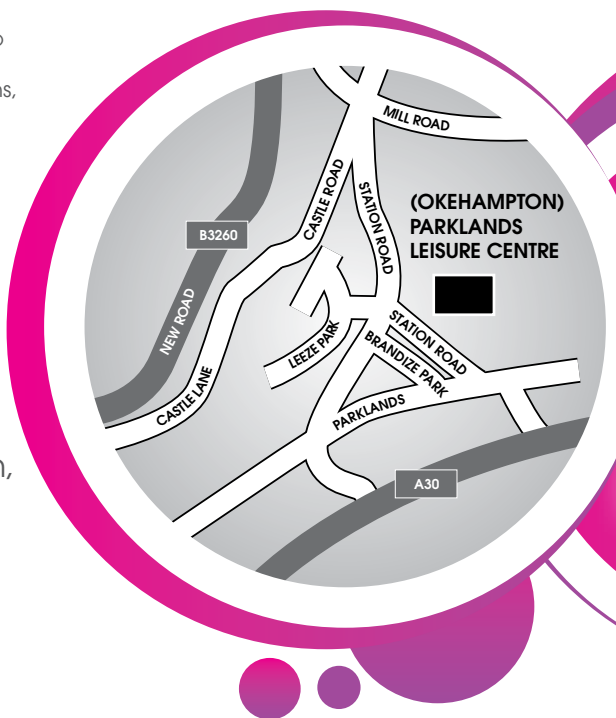 ns,
n,
MILL ROAD
CASTLE ROAD
STATION ROAD
(OKEHAMPTON)
PARKLANDS
LEISURE CENTRE
B3260
NEW ROAD
CASTLE LANE
LEEZE PARK
STATION ROAD
BRANDIZE PARK
PARKLANDS
A30